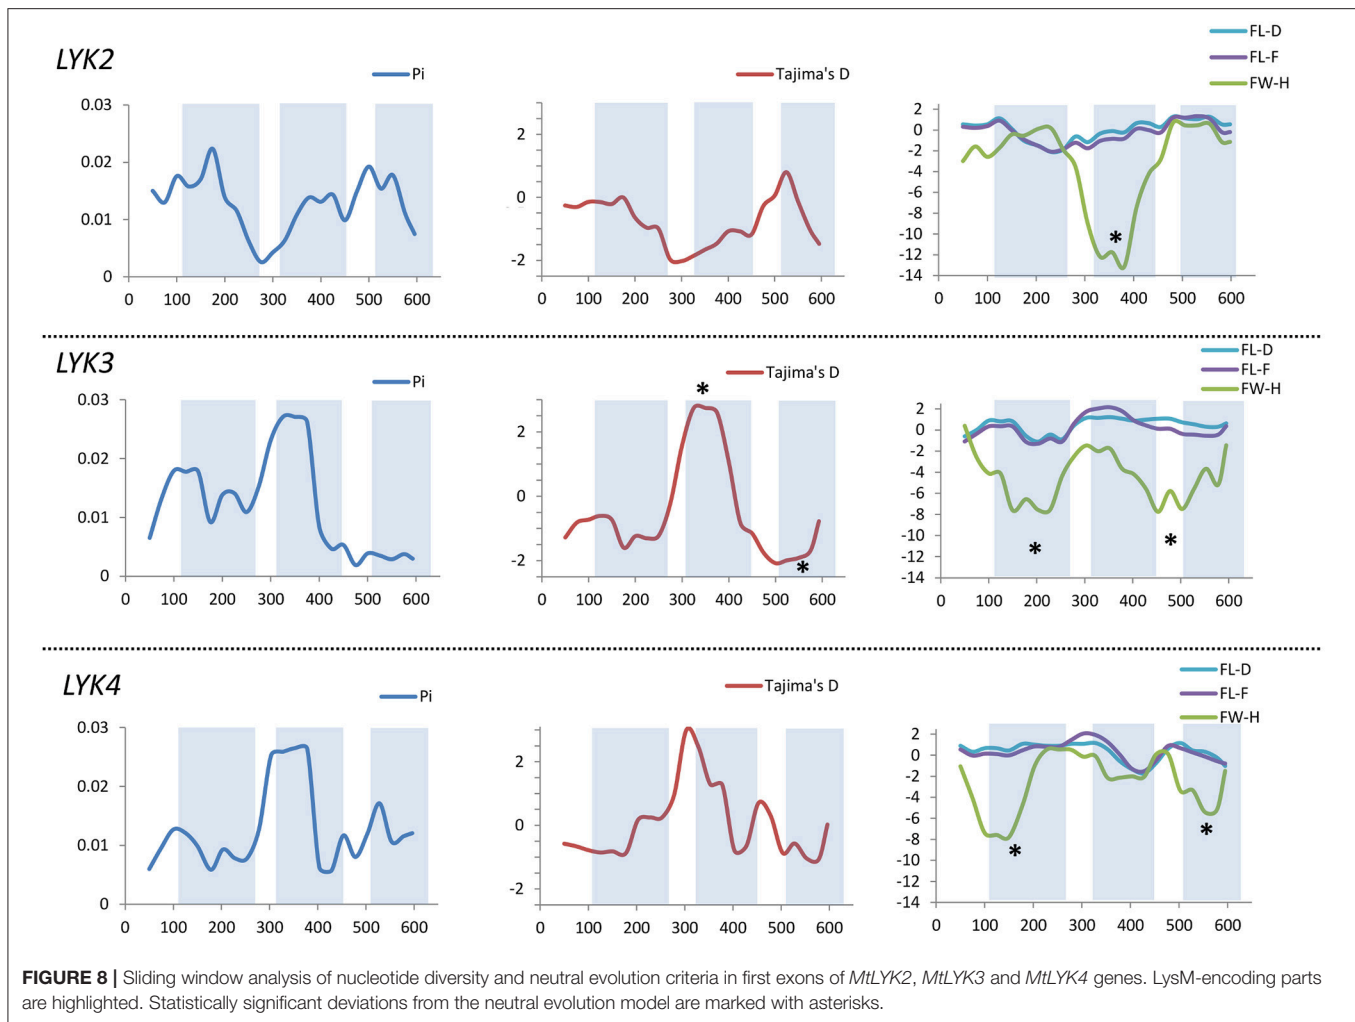 LYK2
Pi
0.03
0.02
0.01
0
0 100 200 300 400 500 600
Tajima's D
2
0
-2
0 100 200 300 400 500 600
FL-D
FL-F
FW-H
2
0
-2
-4
-6
-8
-10
-12
-14
*
0 100 200 300 400 500 600
LYK3
Pi
0.03
0.02
0.01
0
0 100 200 300 400 500 600
Tajima's D
*
2
0
-2
*
0 100 200 300 400 500 600
FL-D
FL-F
FW-H
2
0
-2
-4
-6
-8
-10
-12
-14
* *
0 100 200 300 400 500 600
LYK4
Pi
0.03
0.02
0.01
0
0 100 200 300 400 500 600
Tajima's D
2
0
-2
0 100 200 300 400 500 600
FL-D
FL-F
FW-H
2
0
-2
-4
-6
-8
-10
-12
-14
* *
0 100 200 300 400 500 600
FIGURE 8 | Sliding window analysis of nucleotide diversity and neutral evolution criteria in first exons of MtLYK2, MtLYK3 and MtLYK4 genes. LysM-encoding parts
are highlighted. Statistically significant deviations from the neutral evolution model are marked with asterisks.